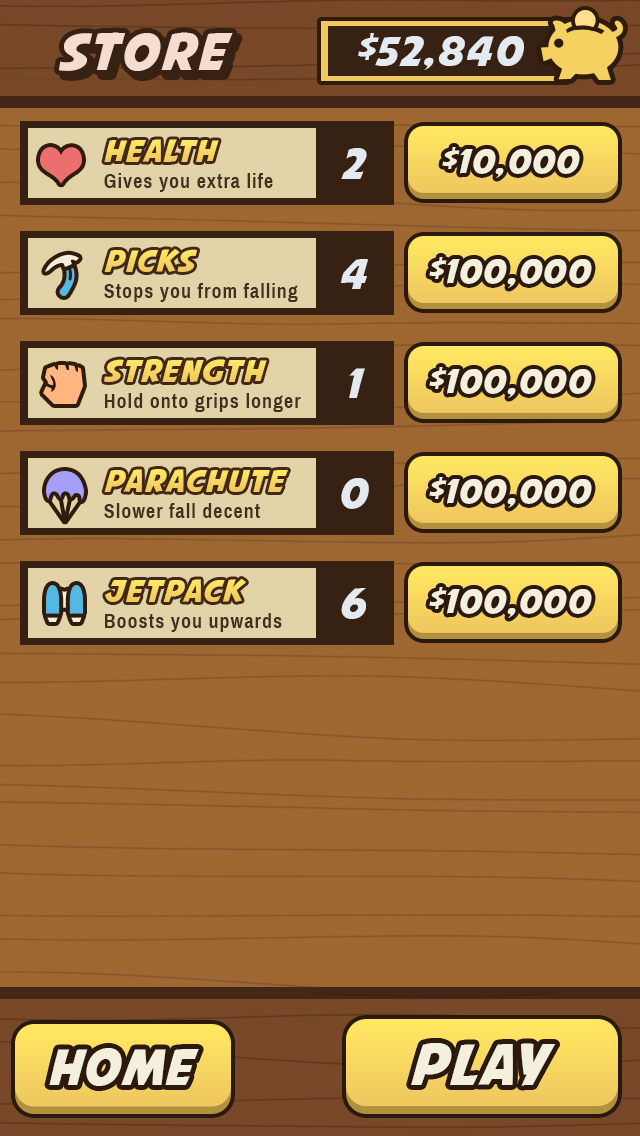 STORE
$52,840
HEALTH
Gives you extra life
2
$10,000
PICKS
Stops you from falling
4
$100,000
STRENGTH
Hold onto grips longer
1
$100,000
PARACHUTE
Slower fall decent
0
$100,000
JETPACK
Boosts you upwards
6
$100,000
HOME
PLAY